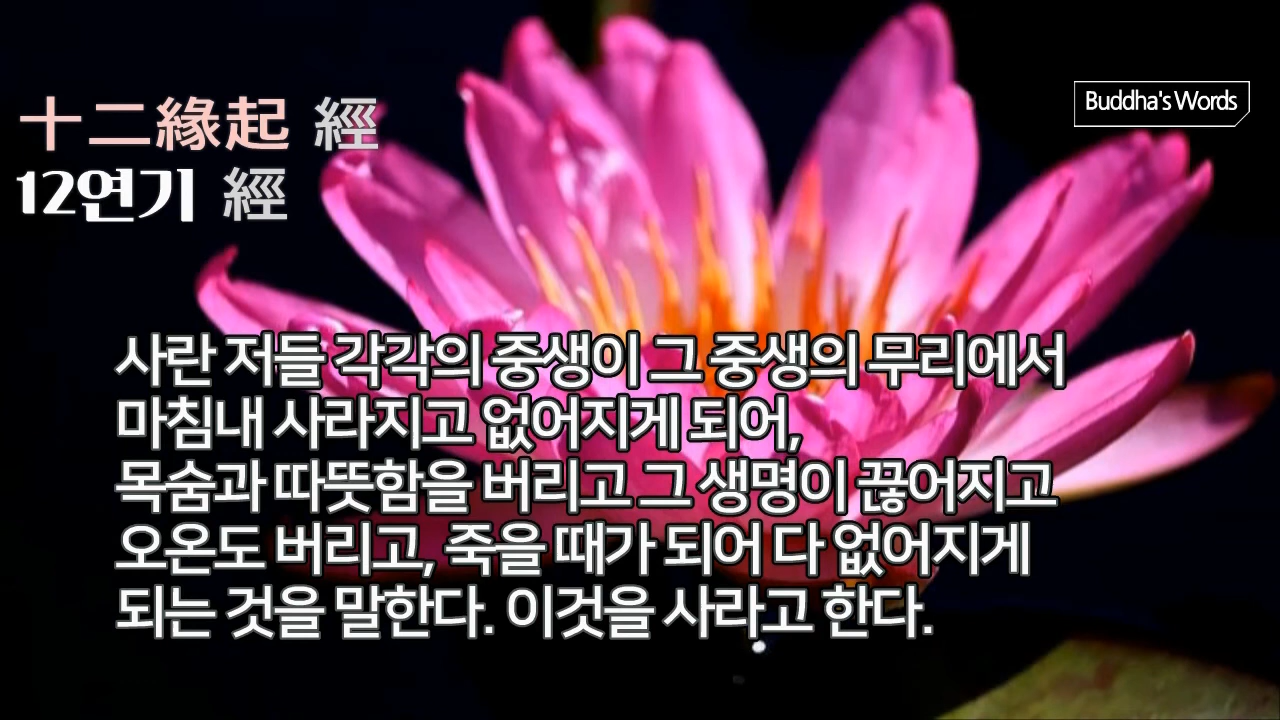 十二緣起 經
Buddha's Words
12연기 經
사란 저들 각각의 중생이 그 중생의 무리에서
마침내 사라지고 없어지게 되어,
목숨과 따뜻함을 버리고 그 생명이 끊어지고
오온도 버리고, 죽을 때가 되어 다 없어지게
되는 것을 말한다. 이것을 사라고 한다.